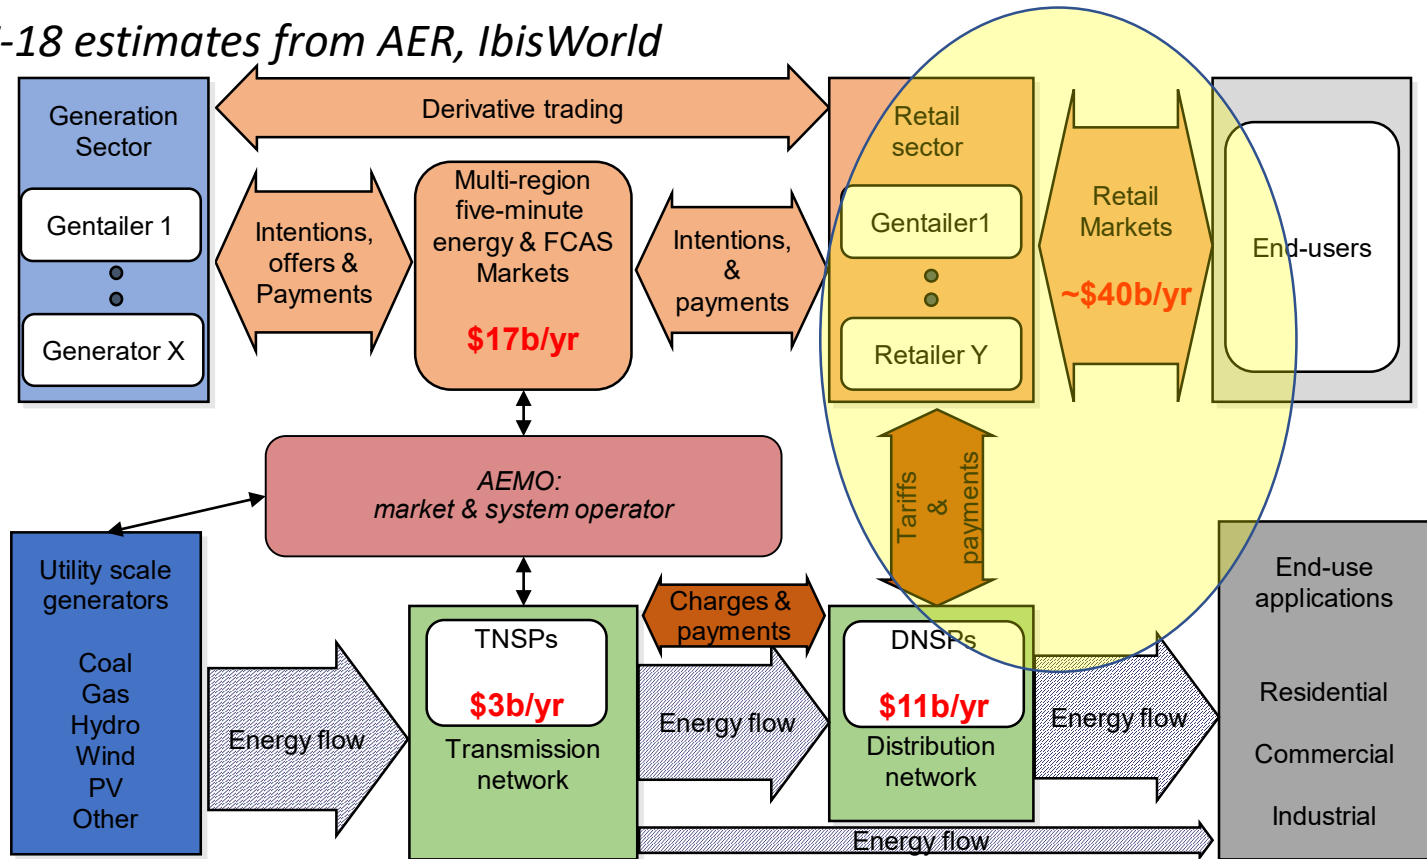 -18 estimates from AER, IbisWorld
Generation
Sector
Gentailer 1
Generator X
Derivative trading
Intentions,
offers &
Payments
Multi-region
five-minute
energy & FCAS
Markets
$17b/yr
Intentions,
&
payments
Retail
sector
Gentailer1
Retailer Y
Retail
Markets
~$40b/yr
End-users
AEMO:
market & system operator
Tariffs
&
payments
Utility scale
generators
Coal
Gas
Hydro
Wind
PV
Other
Energy flow
TNSPs
$3b/yr
Transmission
network
Charges &
payments
Energy flow
DNSPs
$11b/yr
Distribution
network
Energy flow
Energy flow
End-use
applications
Residential
Commercial
Industrial